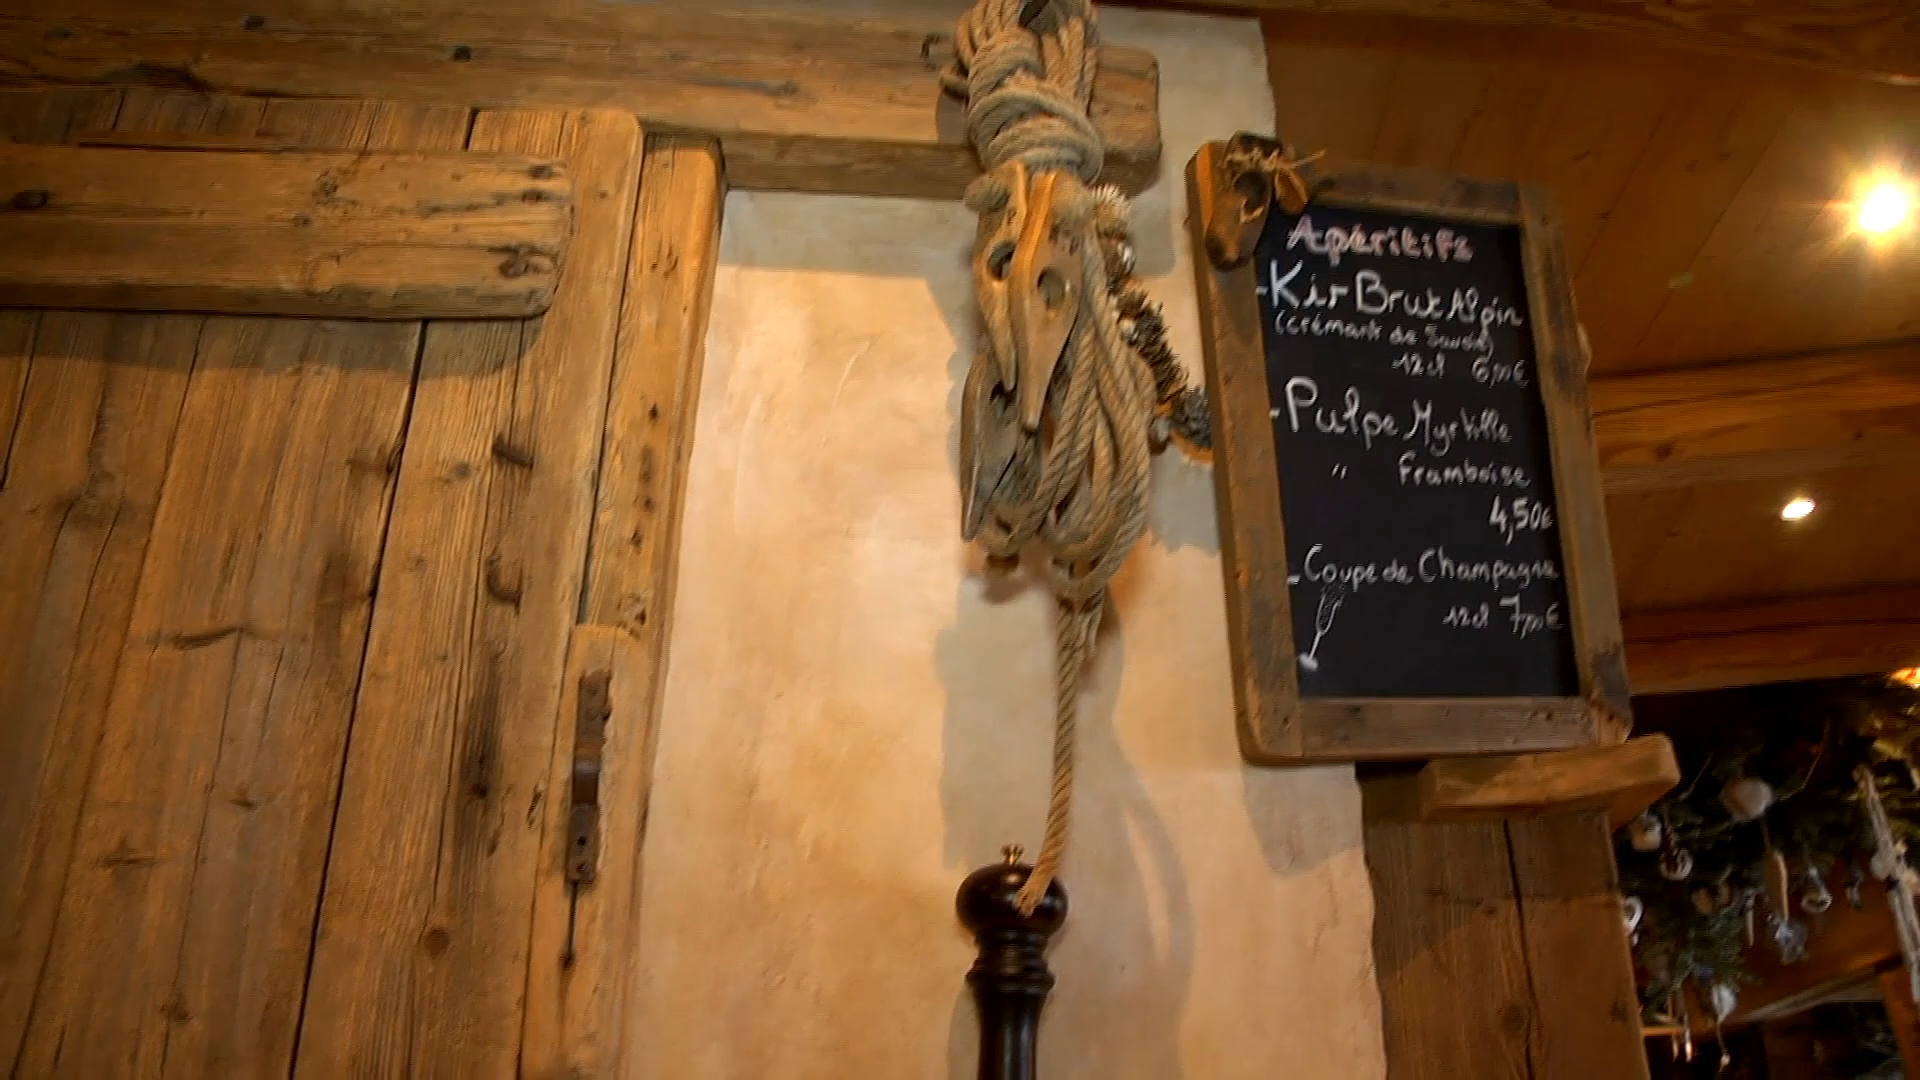 Apéritifs
- Kir Brut Alpin
(crémant de Savoie)
12 cl 6,00€
- Pulpe Myrtille
" Framboise
4,50€
- Coupe de Champagne
12 cl 7,00€